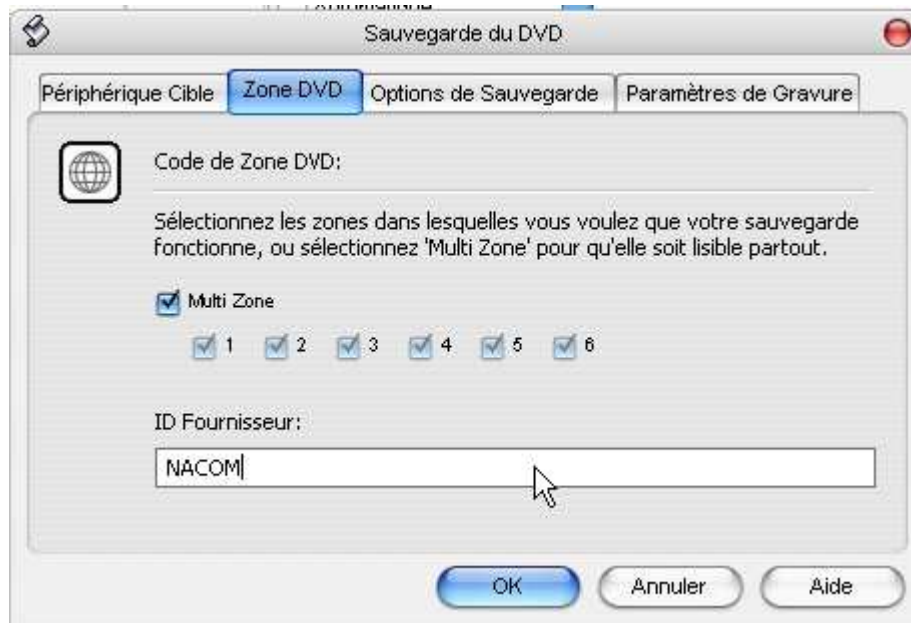 Sauvegarde du DVD
Périphérique Cible Zone DVD Options de Sauvegarde Paramètres de Gravure
Code de Zone DVD:
Sélectionnez les zones dans lesquelles vous voulez que votre sauvegarde
fonctionne, ou sélectionnez 'Multi Zone' pour qu'elle soit lisible partout.
Multi Zone
1 2 3 4 5 6
ID Fournisseur:
NACOM
OK Annuler Aide